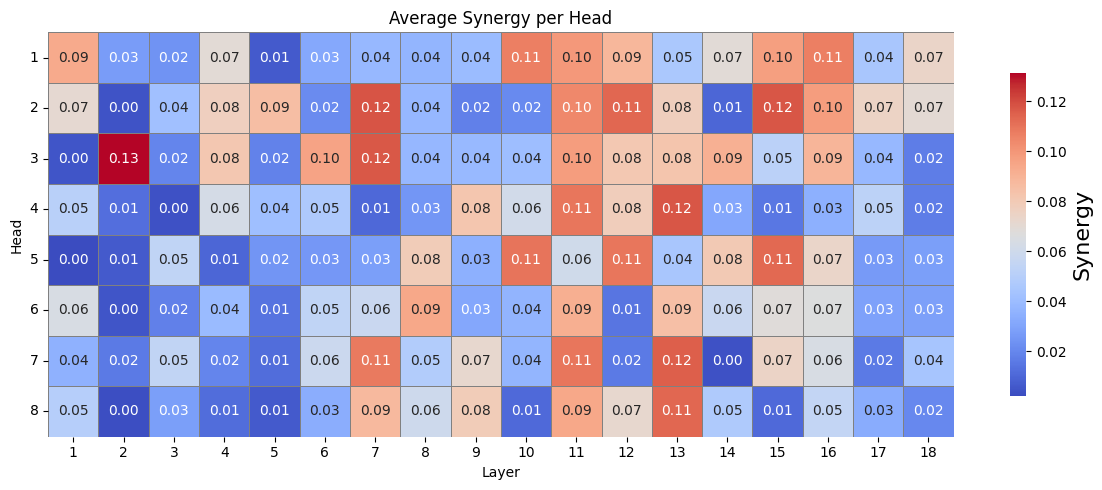 Average Synergy per Head
1 0.09 0.03 0.02 0.07 0.01 0.03 0.04 0.04 0.04 0.11 0.10 0.09 0.05 0.07 0.10 0.11 0.04 0.07
2 0.07 0.00 0.04 0.08 0.09 0.02 0.12 0.04 0.02 0.02 0.10 0.11 0.08 0.01 0.12 0.10 0.07 0.07
3 0.00 0.13 0.02 0.08 0.02 0.10 0.12 0.04 0.04 0.04 0.10 0.08 0.08 0.09 0.05 0.09 0.04 0.02
4 0.05 0.01 0.00 0.06 0.04 0.05 0.01 0.03 0.08 0.06 0.11 0.08 0.12 0.03 0.01 0.03 0.05 0.02
5 0.00 0.01 0.05 0.01 0.02 0.03 0.03 0.08 0.03 0.11 0.06 0.11 0.04 0.08 0.11 0.07 0.03 0.03
6 0.06 0.00 0.02 0.04 0.01 0.05 0.06 0.09 0.03 0.04 0.09 0.01 0.09 0.06 0.07 0.07 0.03 0.03
7 0.04 0.02 0.05 0.02 0.01 0.06 0.11 0.05 0.07 0.04 0.11 0.02 0.12 0.00 0.07 0.06 0.02 0.04
8 0.05 0.00 0.03 0.01 0.01 0.03 0.09 0.06 0.08 0.01 0.09 0.07 0.11 0.05 0.01 0.05 0.03 0.02
1 2 3 4 5 6 7 8 9 10 11 12 13 14 15 16 17 18
Layer
Head
0.12
0.10
0.08
0.06
0.04
0.02
Synergy